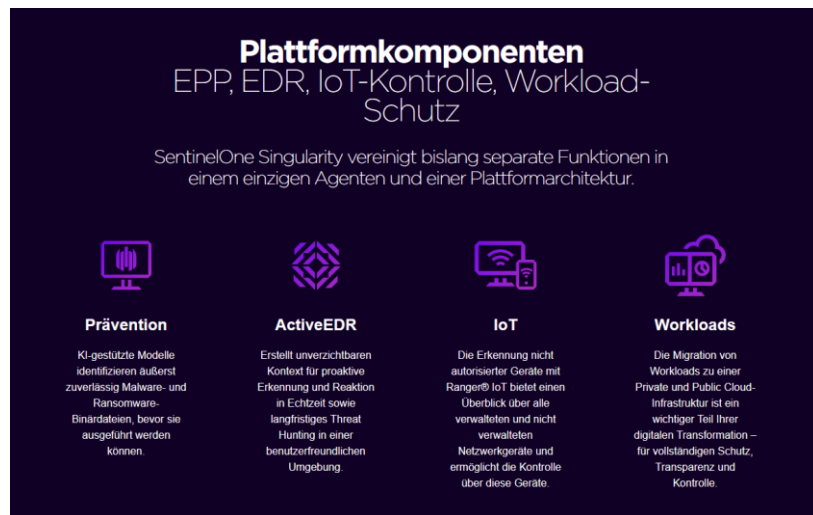 Plattformkomponenten
EPP, EDR, IoT-Kontrolle, Workload-
Schutz
SentinelOne Singularity vereinigt bislang separate Funktionen in
einem einzigen Agenten und einer Plattformarchitektur.
Prävention
KI-gestützte Modelle
identifizieren äußerst
zuverlässig Malware- und
Ransomware-
Binärdateien, bevor sie
ausgeführt werden
können.
ActiveEDR
Erstellt unverzichtbaren
Kontext für proaktive
Erkennung und Reaktion
in Echtzeit sowie
langfristiges Threat
Hunting in einer
benutzerfreundlichen
Umgebung.
IoT
Die Erkennung nicht
autorisierter Geräte mit
Ranger® IoT bietet einen
Überblick über alle
verwalteten und nicht
verwalteten
Netzwerkgeräte und
ermöglicht die Kontrolle
über diese Geräte.
Workloads
Die Migration von
Workloads zu einer
Private und Public Cloud-
Infrastruktur ist ein
wichtiger Teil Ihrer
digitalen Transformation –
für vollständigen Schutz,
Transparenz und
Kontrolle.